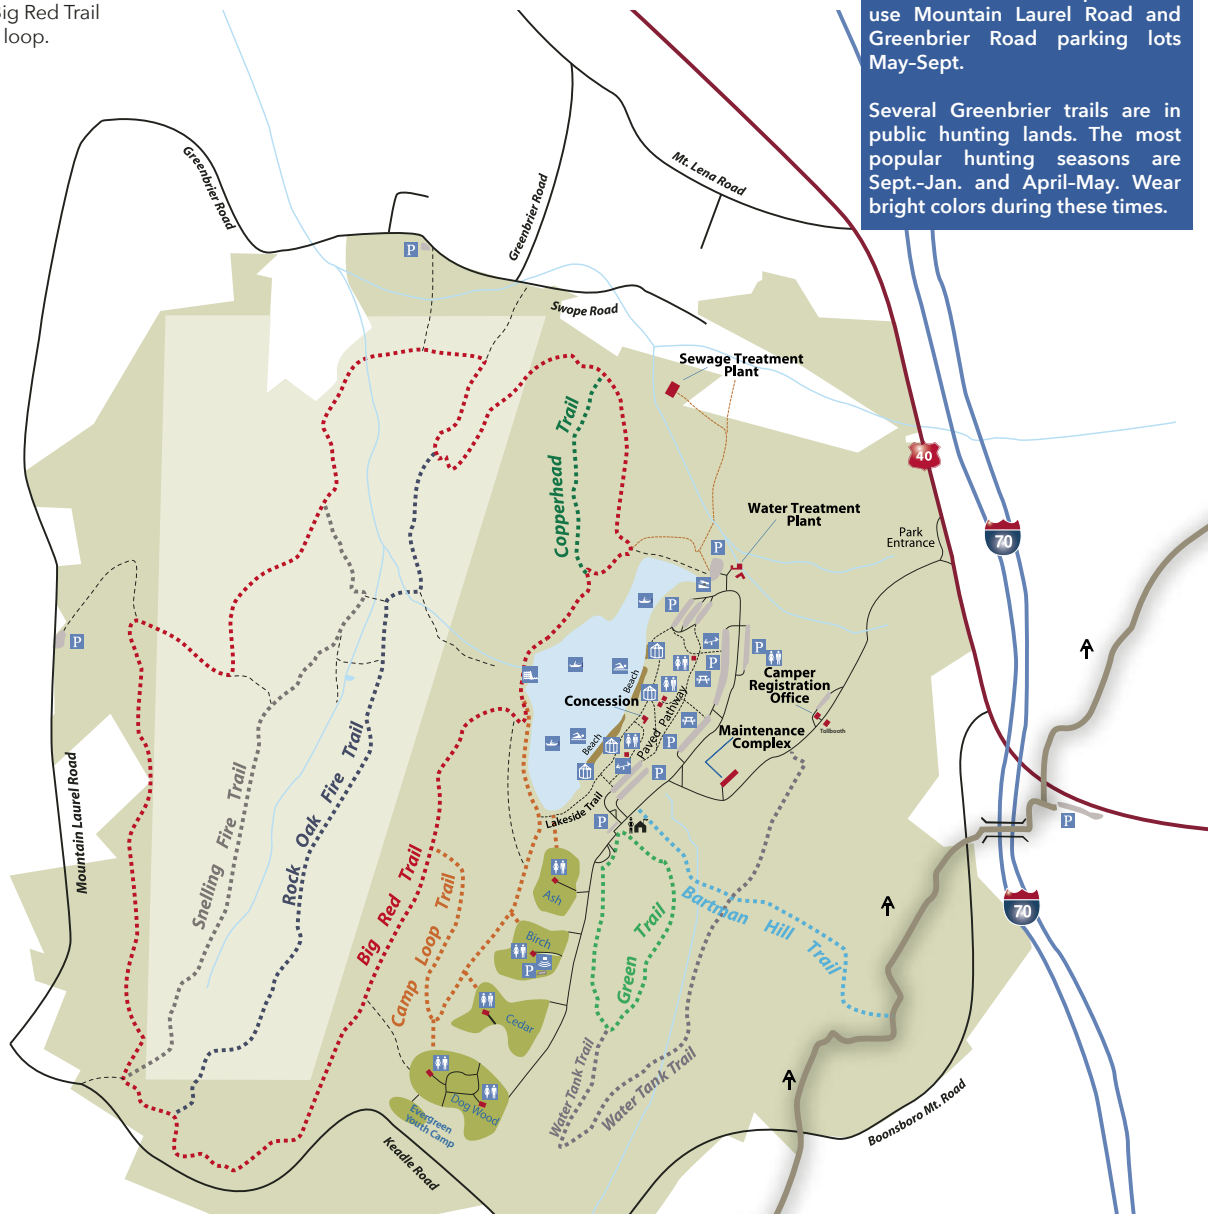 Big Red Trail
loop.
use Mountain Laurel Road and
Greenbrier Road parking lots
May–Sept.
Several Greenbrier trails are in
public hunting lands. The most
popular hunting seasons are
Sept.–Jan. and April–May. Wear
bright colors during these times.
Greenbrier Road
Greenbrier Road
Mt. Lena Road
P
Swope Road
Sewage Treatment
Plant
Copperhead Trail
40
Water Treatment
Plant
Park
Entrance
70
P
P
P
P
P
Beach
Camper
Registration
Office
Concession
Paved Pathway
Tollbooth
Maintenance
Complex
Beach
P
P
Lakeside Trail
P
P
Mountain Laurel Road
Snelling Fire Trail
Rock Oak Fire Trail
Big Red Trail
Camp Loop Trail
Ash
Birch
P
Cedar
Dog Wood
Evergreen
Youth Camp
Green Trail
Bartman Hill Trail
70
Water Tank Trail
Water Tank Trail
Boonsboro Mt. Road
Keadle Road